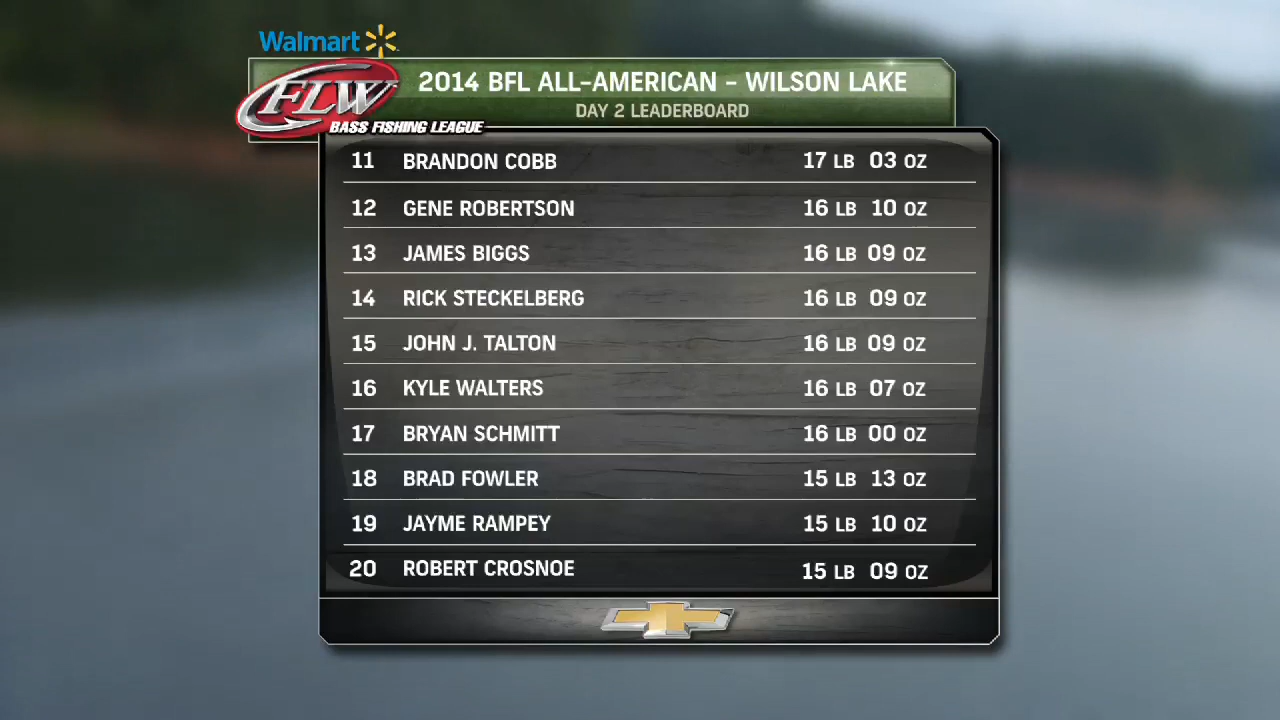 Walmart
FLW
BASS FISHING LEAGUE
2014 BFL ALL-AMERICAN - WILSON LAKE
DAY 2 LEADERBOARD
11 BRANDON COBB 17 LB 03 OZ
12 GENE ROBERTSON 16 LB 10 OZ
13 JAMES BIGGS 16 LB 09 OZ
14 RICK STECKELBERG 16 LB 09 OZ
15 JOHN J. TALTON 16 LB 09 OZ
16 KYLE WALTERS 16 LB 07 OZ
17 BRYAN SCHMITT 16 LB 00 OZ
18 BRAD FOWLER 15 LB 13 OZ
19 JAYME RAMPEY 15 LB 10 OZ
20 ROBERT CROSNOE 15 LB 09 OZ